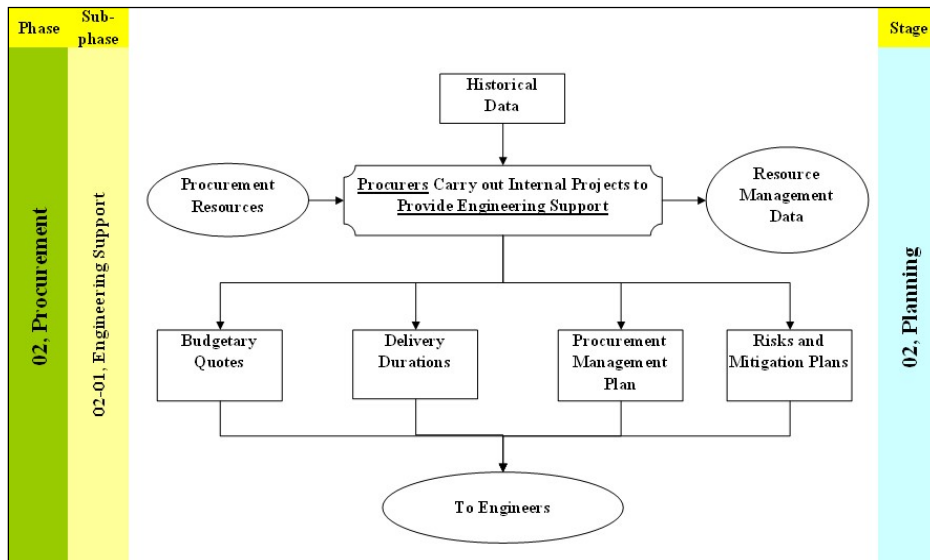 Phase
Sub-
phase
Stage
02, Procurement
02-01, Engineering Support
Historical
Data
Procurement
Resources
Procurers Carry out Internal Projects to
Provide Engineering Support
Resource
Management
Data
Budgetary
Quotes
Delivery
Durations
Procurement
Management
Plan
Risks and
Mitigation Plans
To Engineers
02, Planning